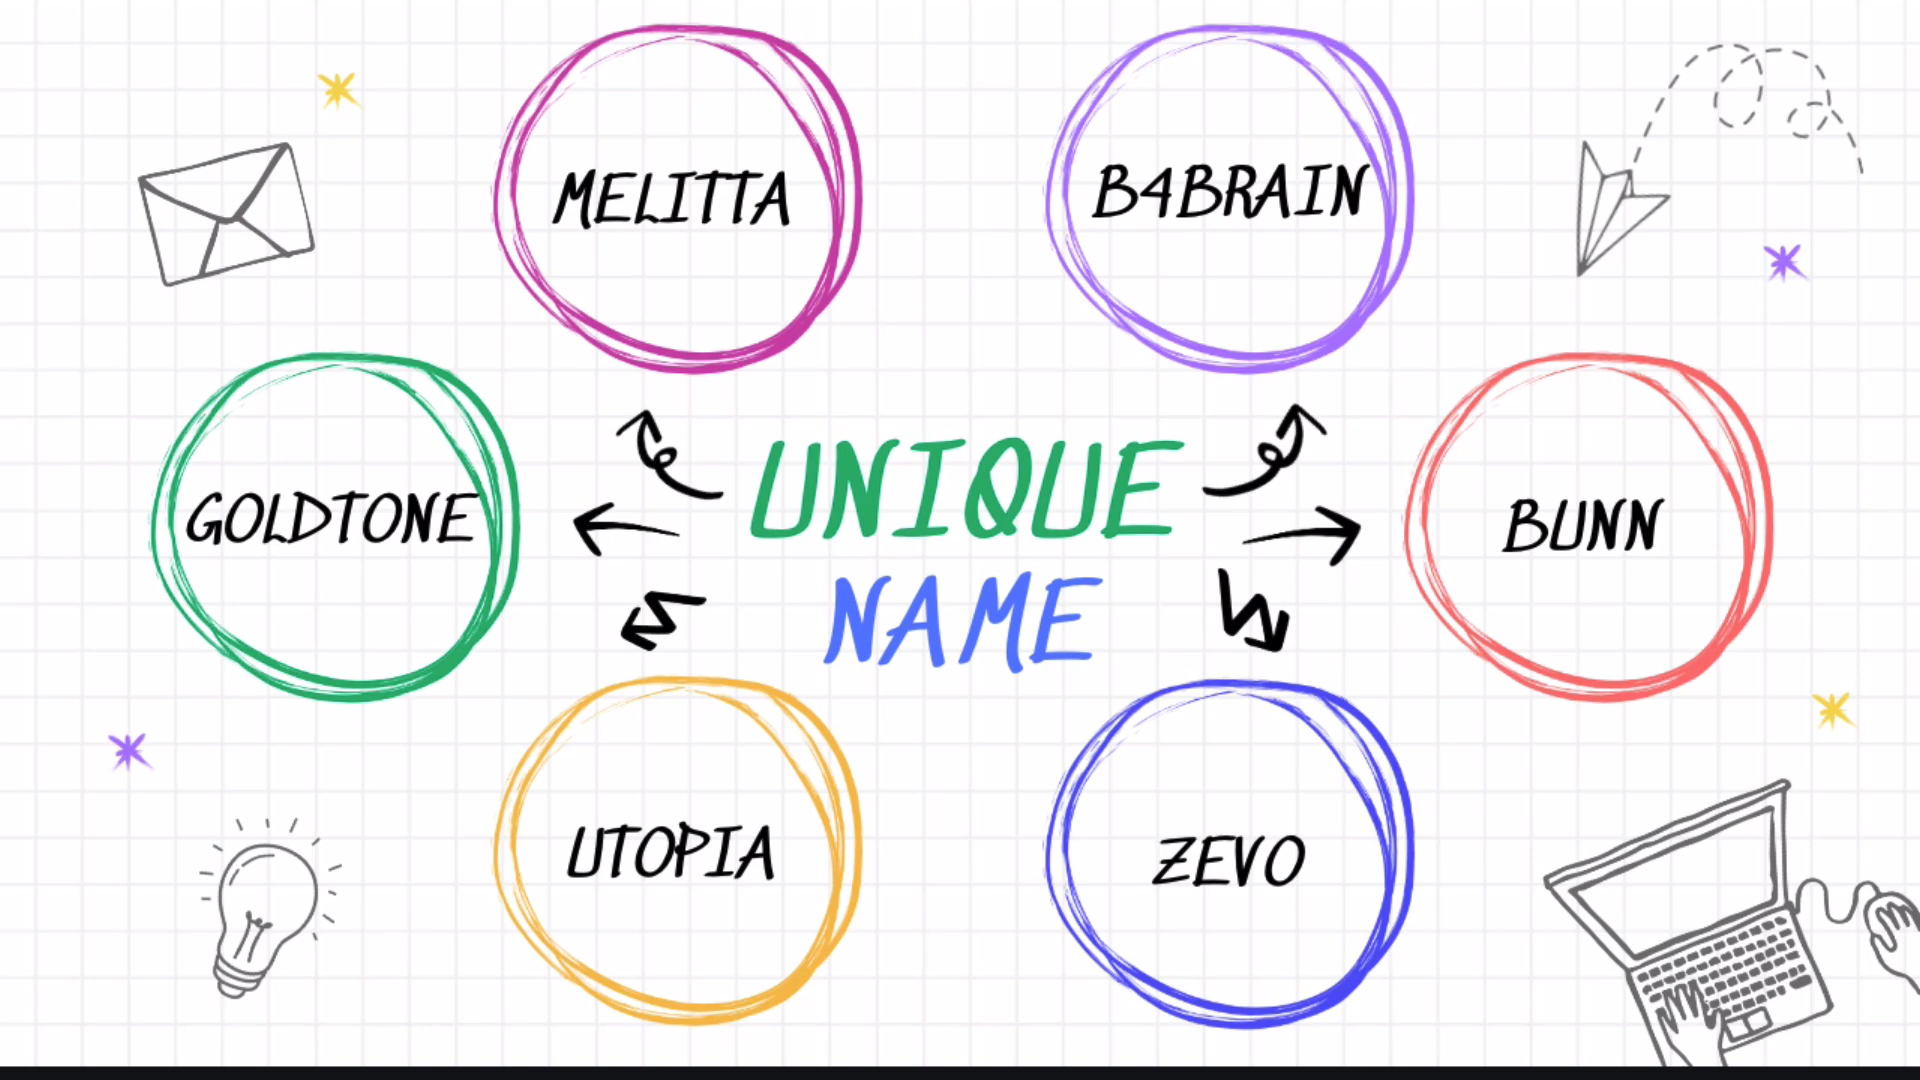 MELITTA
B4BRAIN
GOLDTONE
UNIQUE
NAME
BUNN
UTOPIA
ZEVO